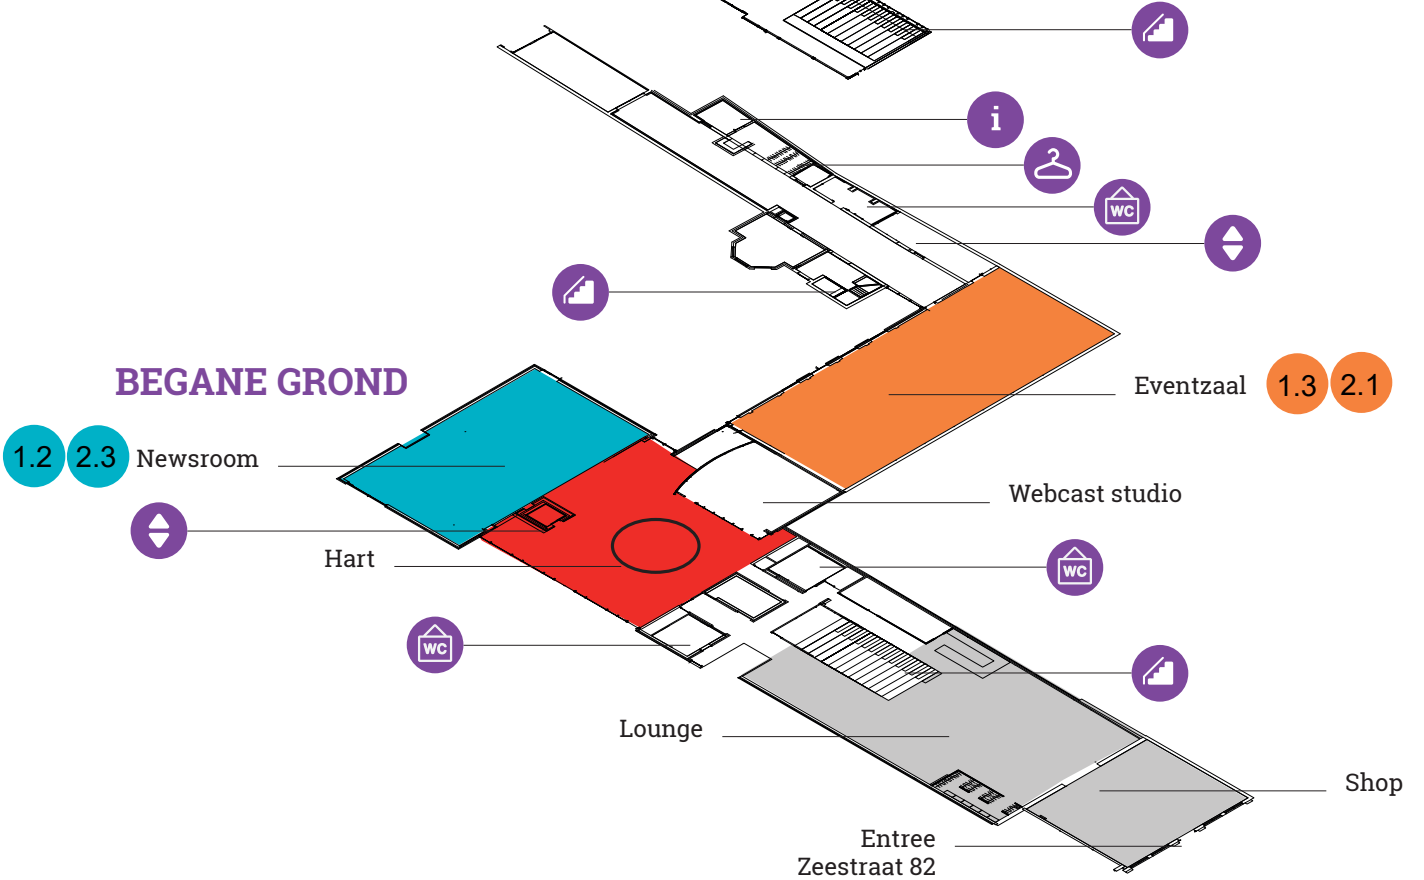 i
WC
BEGANE GROND
Eventzaal 1.3 2.1
1.2 2.3 Newsroom
Webcast studio
Hart
WC
WC
Lounge
Shop
Entree
Zeestraat 82